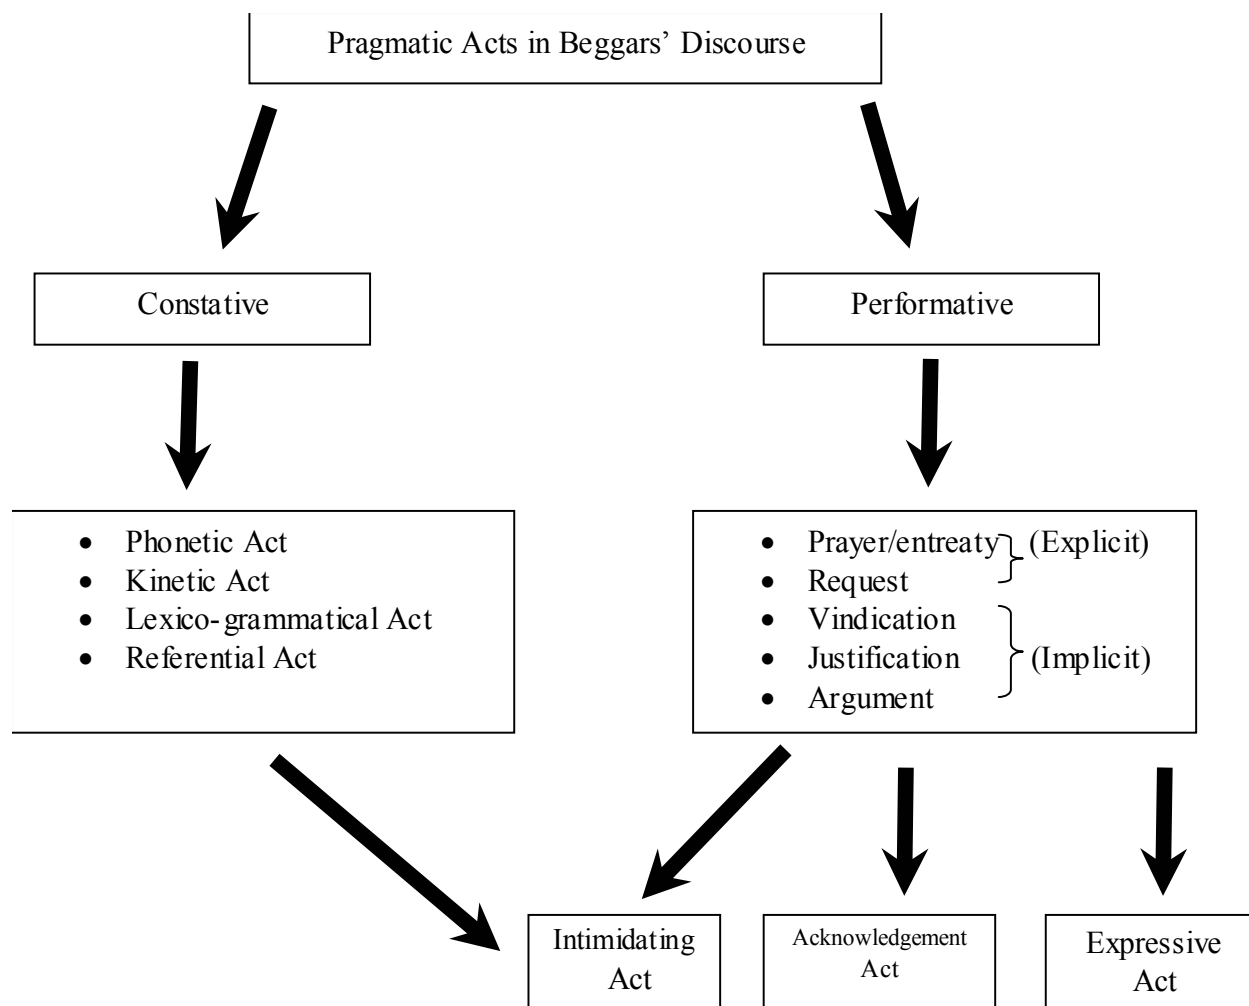 Pragmatic Acts in Beggars’ Discourse
Constative
Performative
• Phonetic Act
• Kinetic Act
• Lexico-grammatical Act
• Referential Act
• Prayer/entreaty (Explicit)
• Request
• Vindication
• Justification (Implicit)
• Argument
Intimidating
Act
Acknowledgement
Act
Expressive
Act